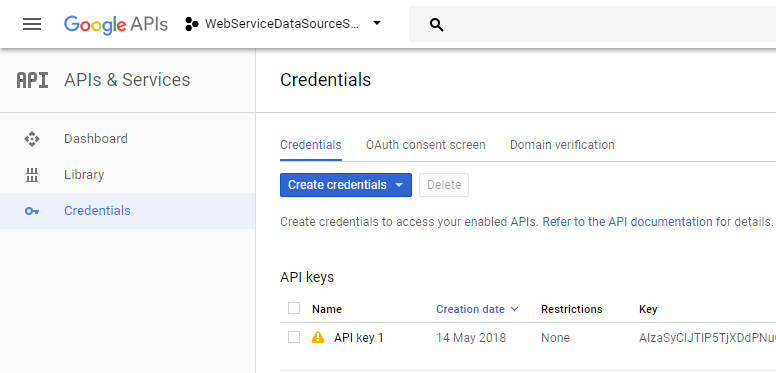 Google APIs WebServiceDataSourceS...
API APIs & Services Credentials
Credentials OAuth consent screen Domain verification
Dashboard
Library
Credentials
Create credentials Delete
Create credentials to access your enabled APIs. Refer to the API documentation for details.
API keys
Name Creation date Restrictions Key
API key 1 14 May 2018 None